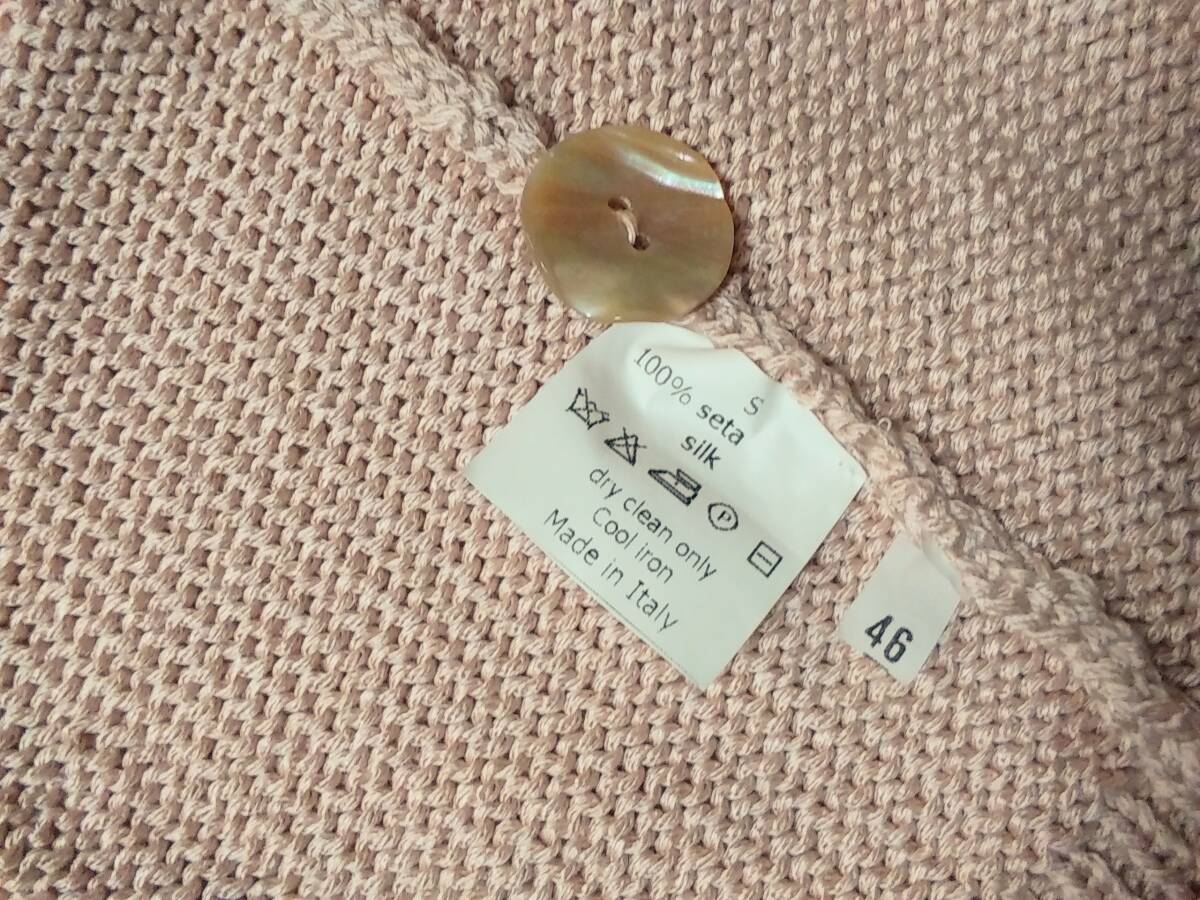 S
100% seta
silk
P
dry clean only
Cool iron
Made in Italy
46